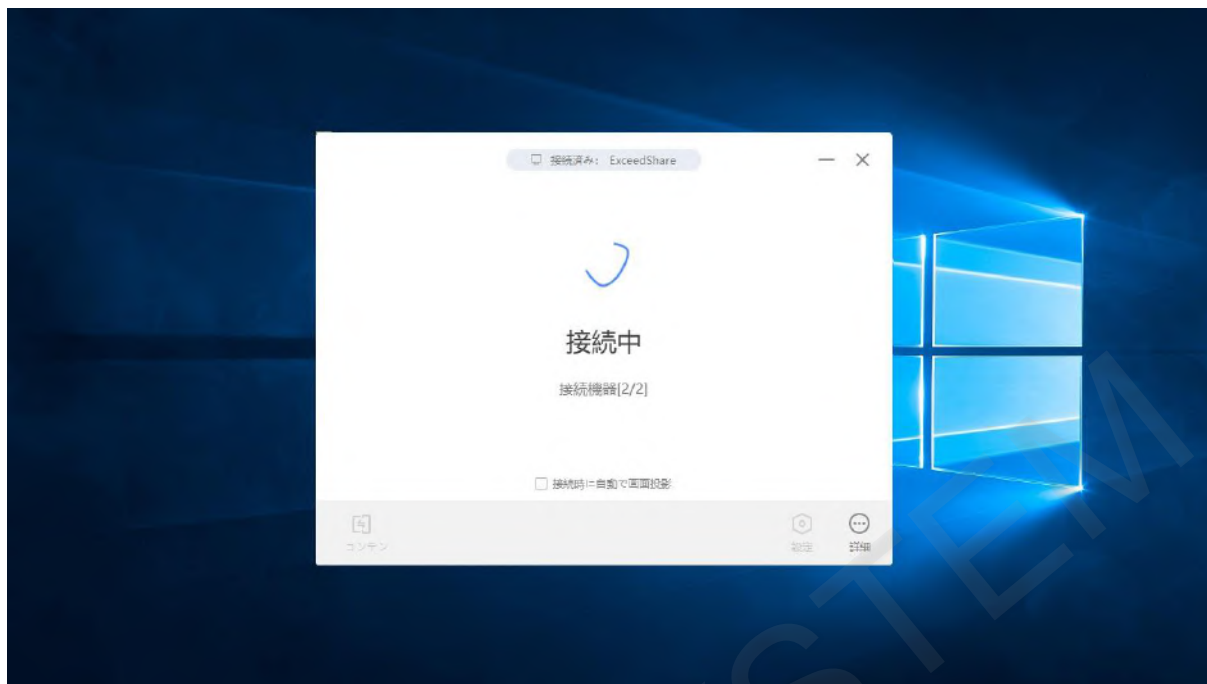 接続済み: ExceedShare
接続中
接続機器[2/2]
接続時に自動で画面投影
コンテン
設定
詳細
STEM